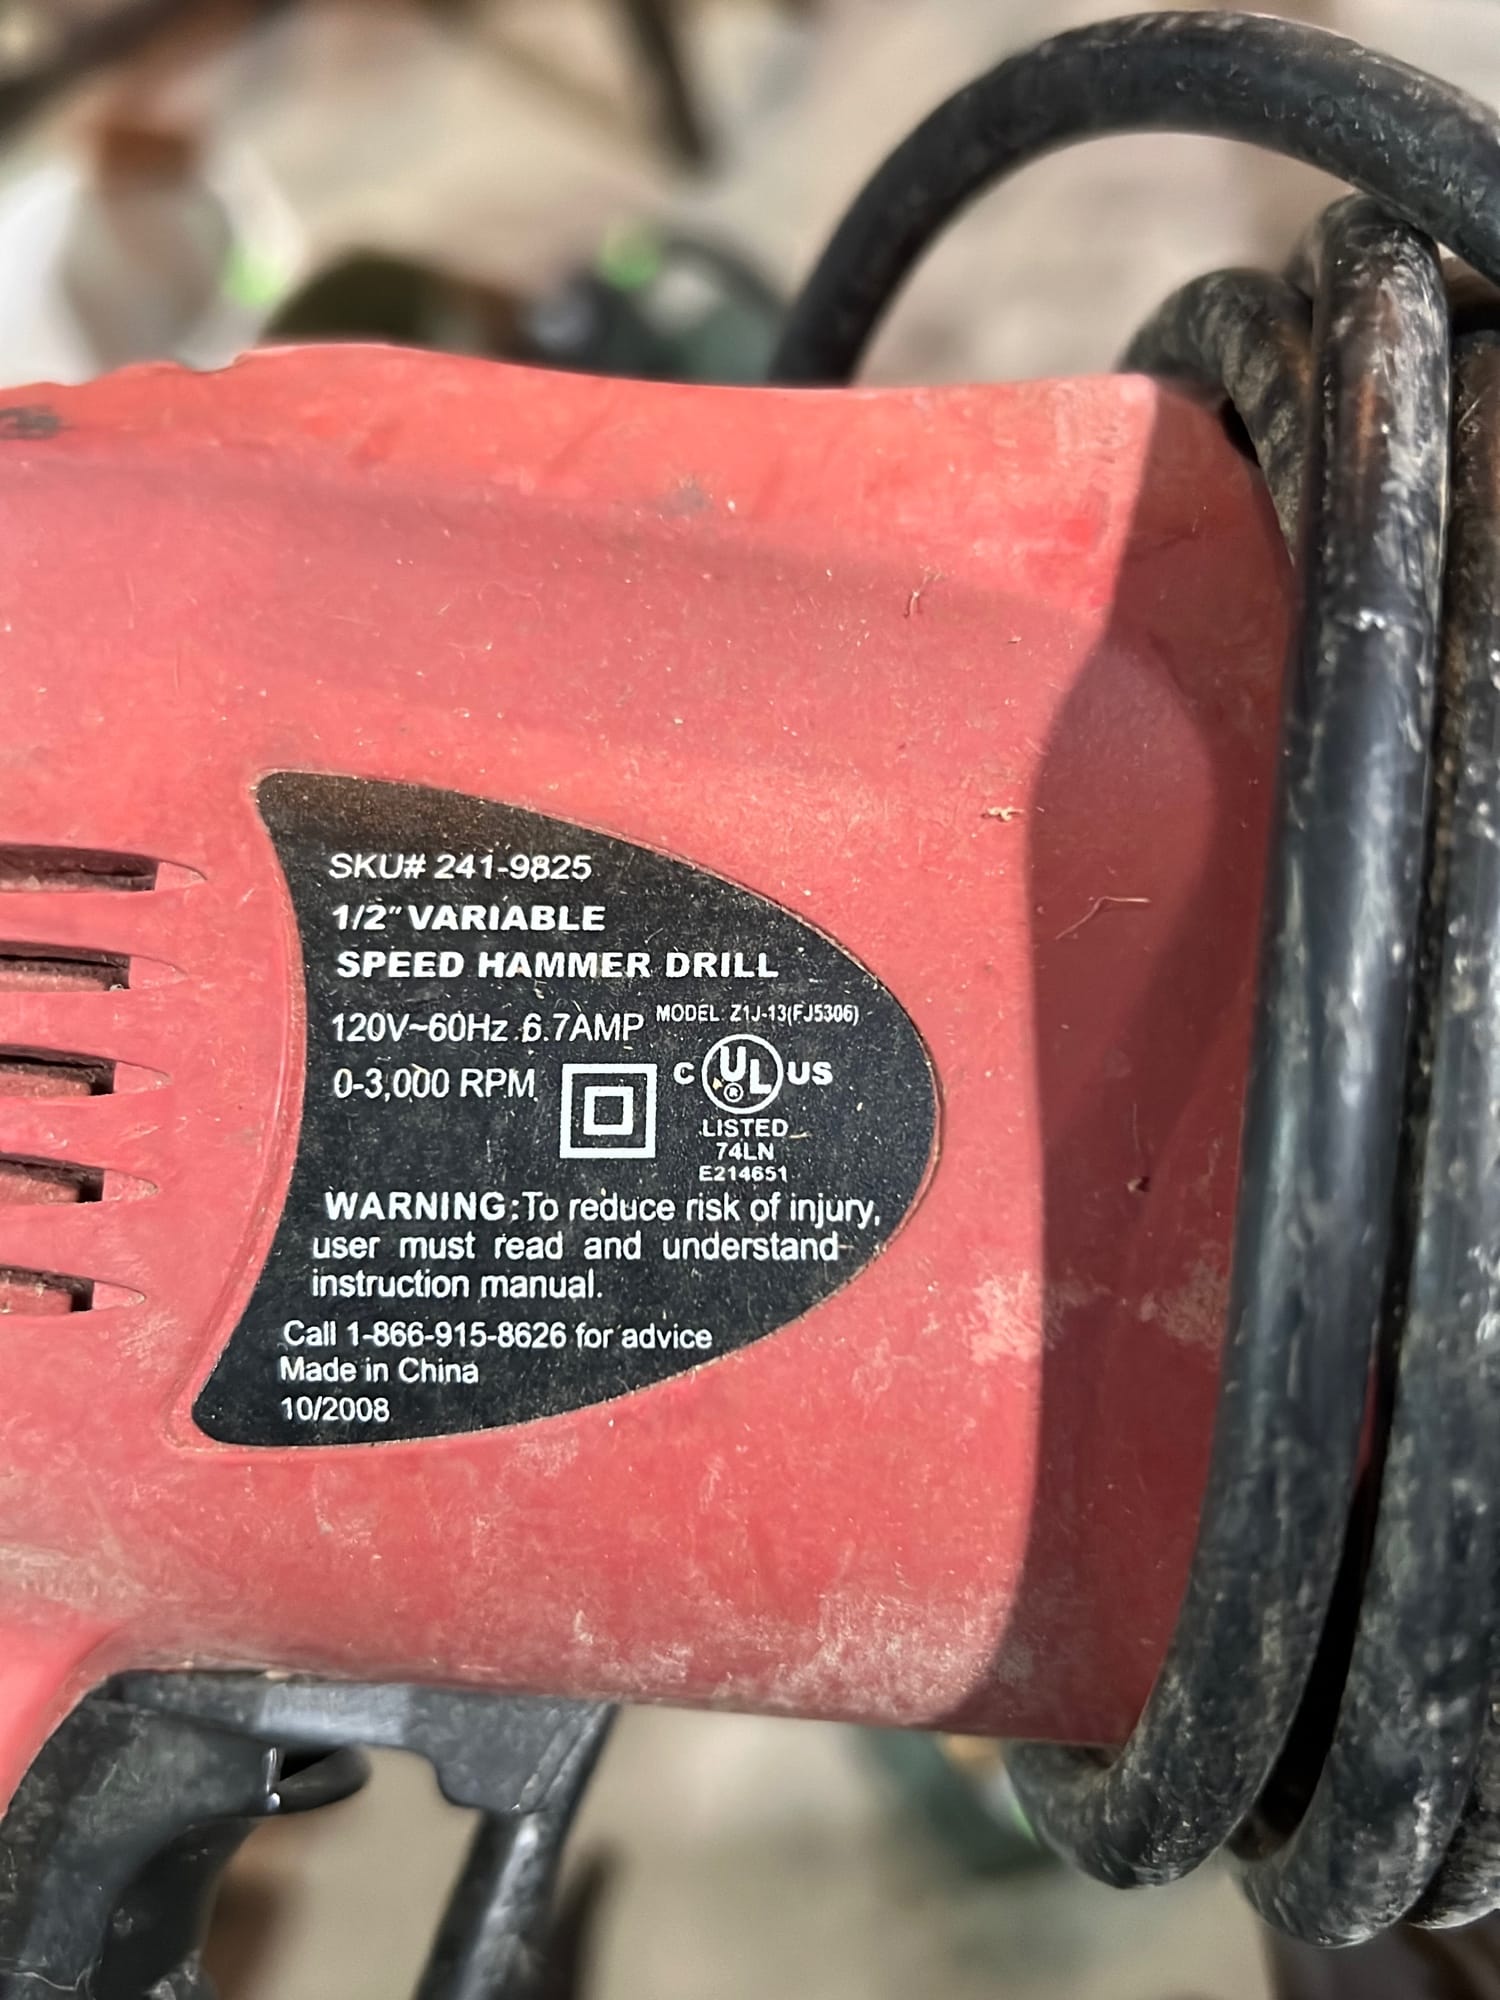 SKU# 241-9825
1/2" VARIABLE
SPEED HAMMER DRILL
120V~60Hz 6.7AMP MODEL Z1J-13(FJ5306)
0-3,000 RPM
C UL ® US
LISTED
74LN
E214651
WARNING: To reduce risk of injury,
user must read and understand
instruction manual.
Call 1-866-915-8626 for advice
Made in China
10/2008